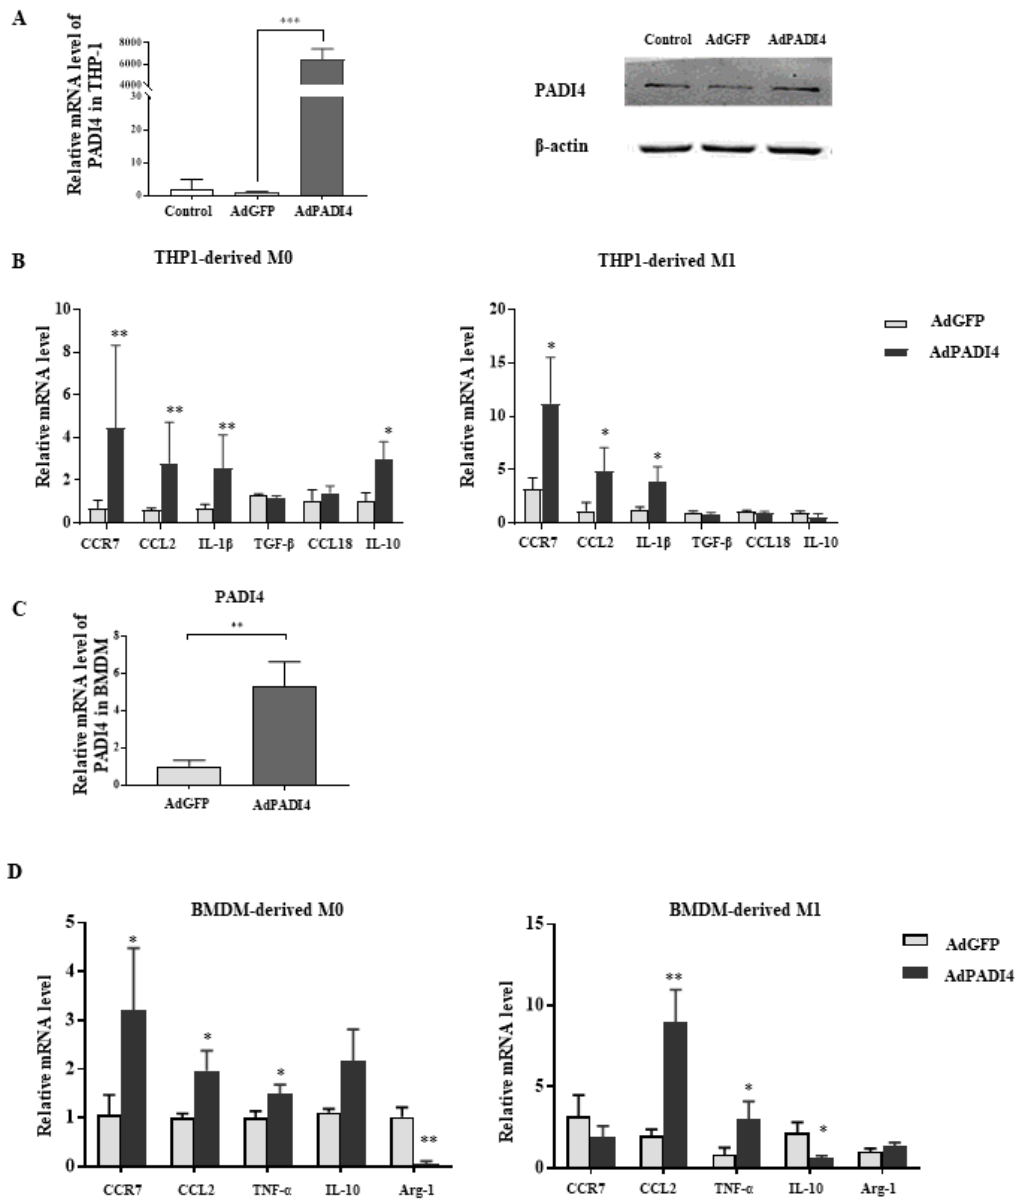 A
Relative mRNA level of
PADI4 in THP-1
8000
6000
4000
30
20
10
0
***
Control
AdGFP
AdPADI4
Control
AdGFP
AdPADI4
PADI4
β-actin
B
THP1-derived M0
Relative mRNA level
10
8
6
4
2
0
**
**
**
*
CCR7
CCL2
IL-1β
TGF-β
CCL18
IL-10
THP1-derived M1
Relative mRNA level
20
15
10
5
0
*
*
*
CCR7
CCL2
IL-1β
TGF-β
CCL18
IL-10
AdGFP
AdPADI4
C
PADI4
Relative mRNA level of
PADI4 in BMDM
8
6
4
2
0
**
AdGFP
AdPADI4
D
BMDM-derived M0
Relative mRNA level
5
4
3
2
1
0
*
*
*
**
CCR7
CCL2
TNF-α
IL-10
Arg-1
BMDM-derived M1
Relative mRNA level
15
10
5
0
**
*
*
CCR7
CCL2
TNF-α
IL-10
Arg-1
AdGFP
AdPADI4